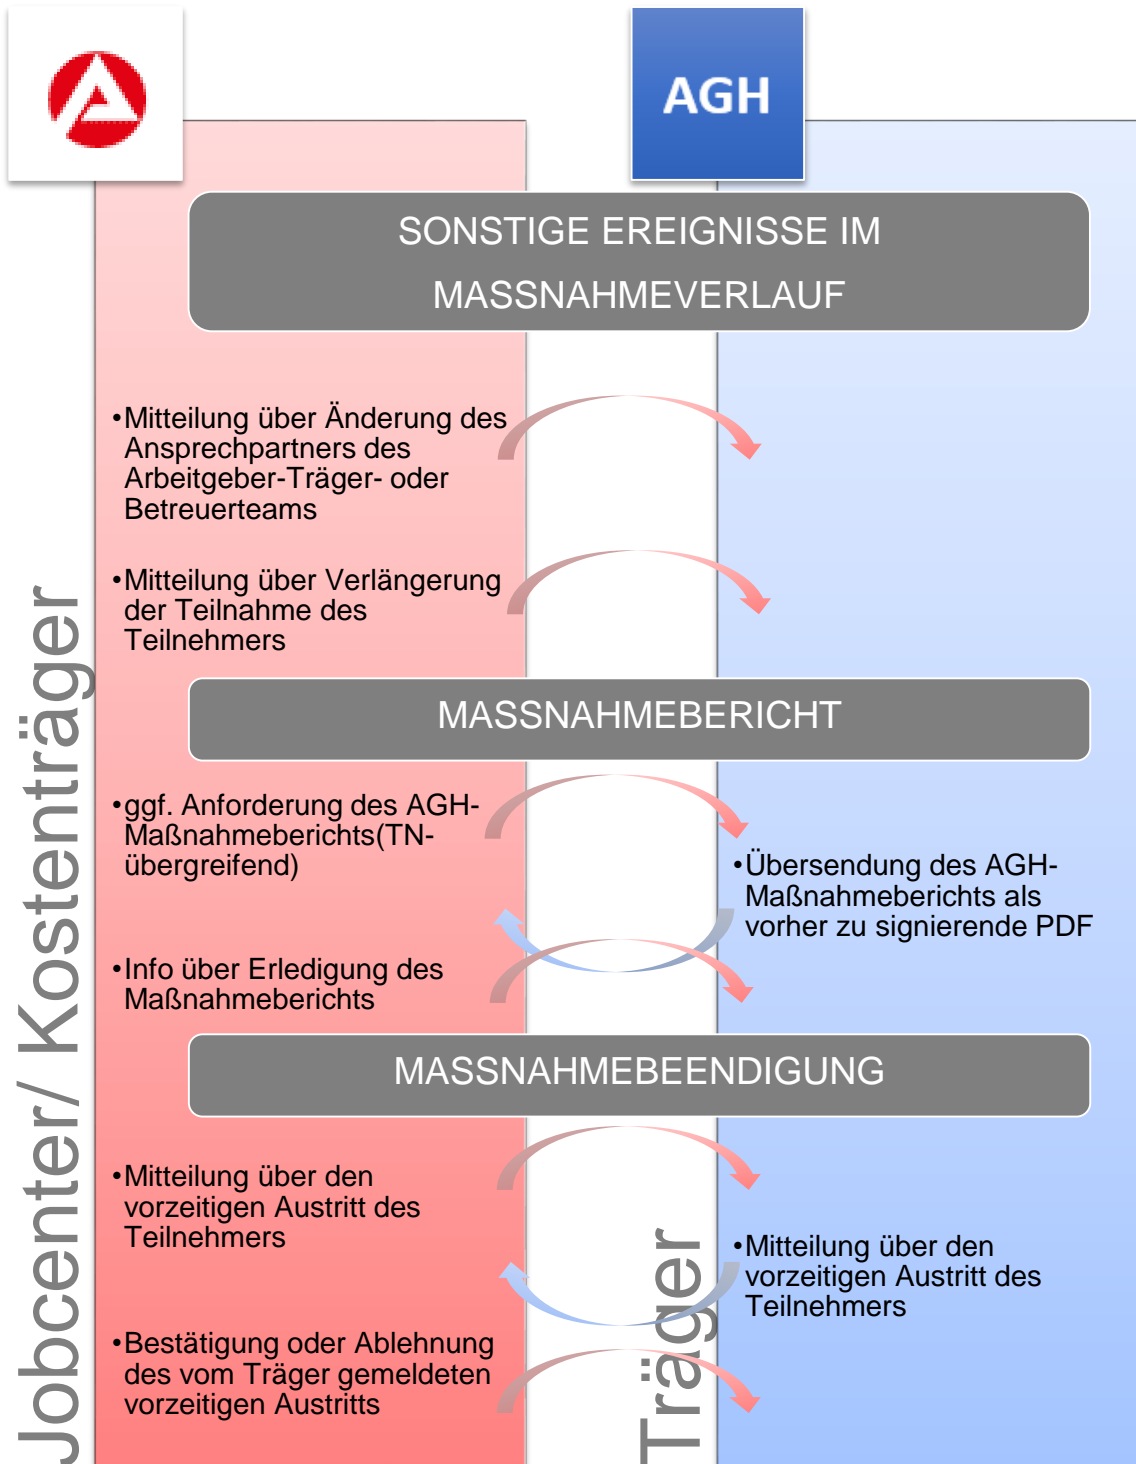 AGH
SONSTIGE EREIGNISSE IM
MASSNAHMEVERLAUF
•Mitteilung über Änderung des
Ansprechpartners des
Arbeitgeber-Träger- oder
Betreuerteams
•Mitteilung über Verlängerung
der Teilnahme des
Teilnehmers
MASSNAHMEBERICHT
•ggf. Anforderung des AGH-
Maßnahmeberichts(TN-
übergreifend)
•Übersendung des AGH-
Maßnahmeberichts als
vorher zu signierende PDF
•Info über Erledigung des
Maßnahmeberichts
MASSNAHMEBEENDIGUNG
•Mitteilung über den
vorzeitigen Austritt des
Teilnehmers
•Mitteilung über den
vorzeitigen Austritt des
Teilnehmers
•Bestätigung oder Ablehnung
des vom Träger gemeldeten
vorzeitigen Austritts
Jobcenter/ Kostenträger
Träger